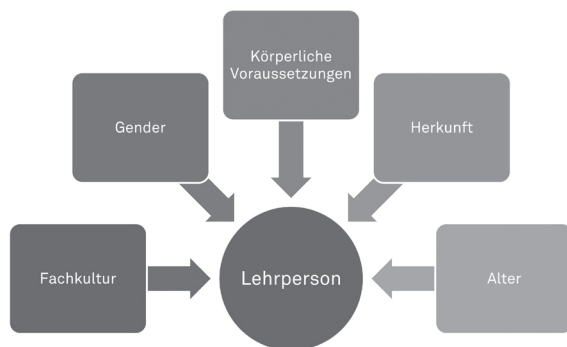 Körperliche
Voraussetzungen
Gender
Herkunft
Fachkultur
Lehrperson
Alter